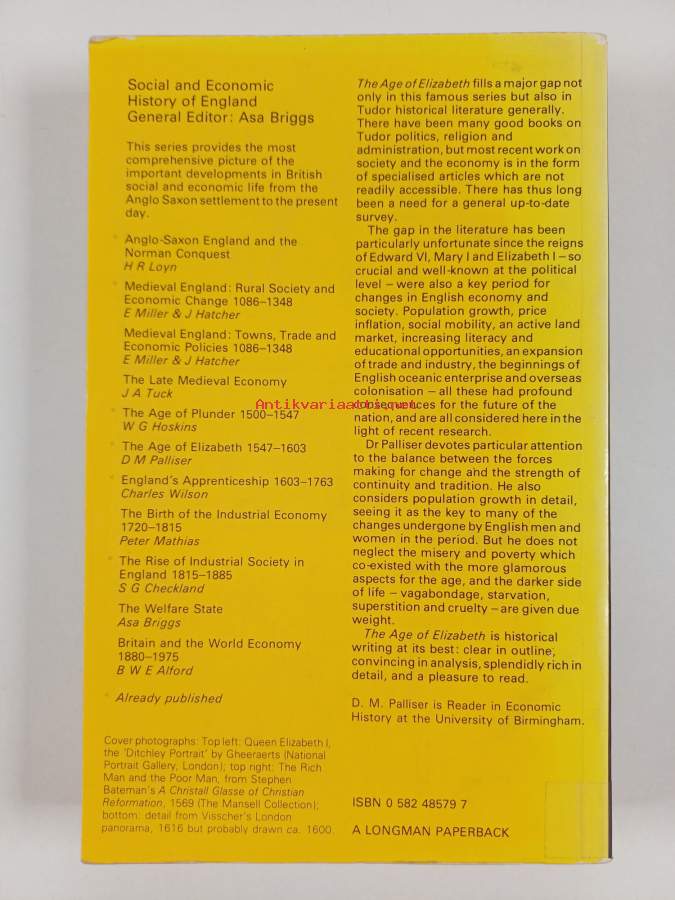 Social and Economic
History of England
General Editor: Asa Briggs
This series provides the most
comprehensive picture of the
important developments in British
social and economic life from the
Anglo Saxon settlement to the present
day.
* Anglo-Saxon England and the
Norman Conquest
H R Loyn
* Medieval England: Rural Society and
Economic Change 1086–1348
E Miller & J Hatcher
Medieval England: Towns, Trade and
Economic Policies 1086–1348
E Miller & J Hatcher
The Late Medieval Economy
J A Tuck
* The Age of Plunder 1500–1547
W G Hoskins
* The Age of Elizabeth 1547–1603
D M Palliser
* England's Apprenticeship 1603–1763
Charles Wilson
The Birth of the Industrial Economy
1720–1815
Peter Mathias
* The Rise of Industrial Society in
England 1815–1885
S G Checkland
The Welfare State
Asa Briggs
Britain and the World Economy
1880–1975
B W E Alford
* Already published
Cover photographs: Top left: Queen Elizabeth I,
the 'Ditchley Portrait' by Gheeraerts (National
Portrait Gallery, London); top right: The Rich
Man and the Poor Man, from Stephen
Bateman's A Christall Glasse of Christian
Reformation, 1569 (The Mansell Collection);
bottom: detail from Visscher's London
panorama, 1616 but probably drawn ca. 1600.
The Age of Elizabeth fills a major gap not
only in this famous series but also in
Tudor historical literature generally.
There have been many good books on
Tudor politics, religion and
administration, but most recent work on
society and the economy is in the form
of specialised articles which are not
readily accessible. There has thus long
been a need for a general up-to-date
survey.
The gap in the literature has been
particularly unfortunate since the reigns
of Edward VI, Mary I and Elizabeth I – so
crucial and well-known at the political
level – were also a key period for
changes in English economy and
society. Population growth, price
inflation, social mobility, an active land
market, increasing literacy and
educational opportunities, an expansion
of trade and industry, the beginnings of
English oceanic enterprise and overseas
colonisation – all these had profound
consequences for the future of the
nation, and are all considered here in the
light of recent research.
Dr Palliser devotes particular attention
to the balance between the forces
making for change and the strength of
continuity and tradition. He also
considers population growth in detail,
seeing it as the key to many of the
changes undergone by English men and
women in the period. But he does not
neglect the misery and poverty which
co-existed with the more glamorous
aspects for the age, and the darker side
of life – vagabondage, starvation,
superstition and cruelty – are given due
weight.
The Age of Elizabeth is historical
writing at its best: clear in outline,
convincing in analysis, splendidly rich in
detail, and a pleasure to read.
D. M. Palliser is Reader in Economic
History at the University of Birmingham.
ISBN 0 582 48579 7
A LONGMAN PAPERBACK